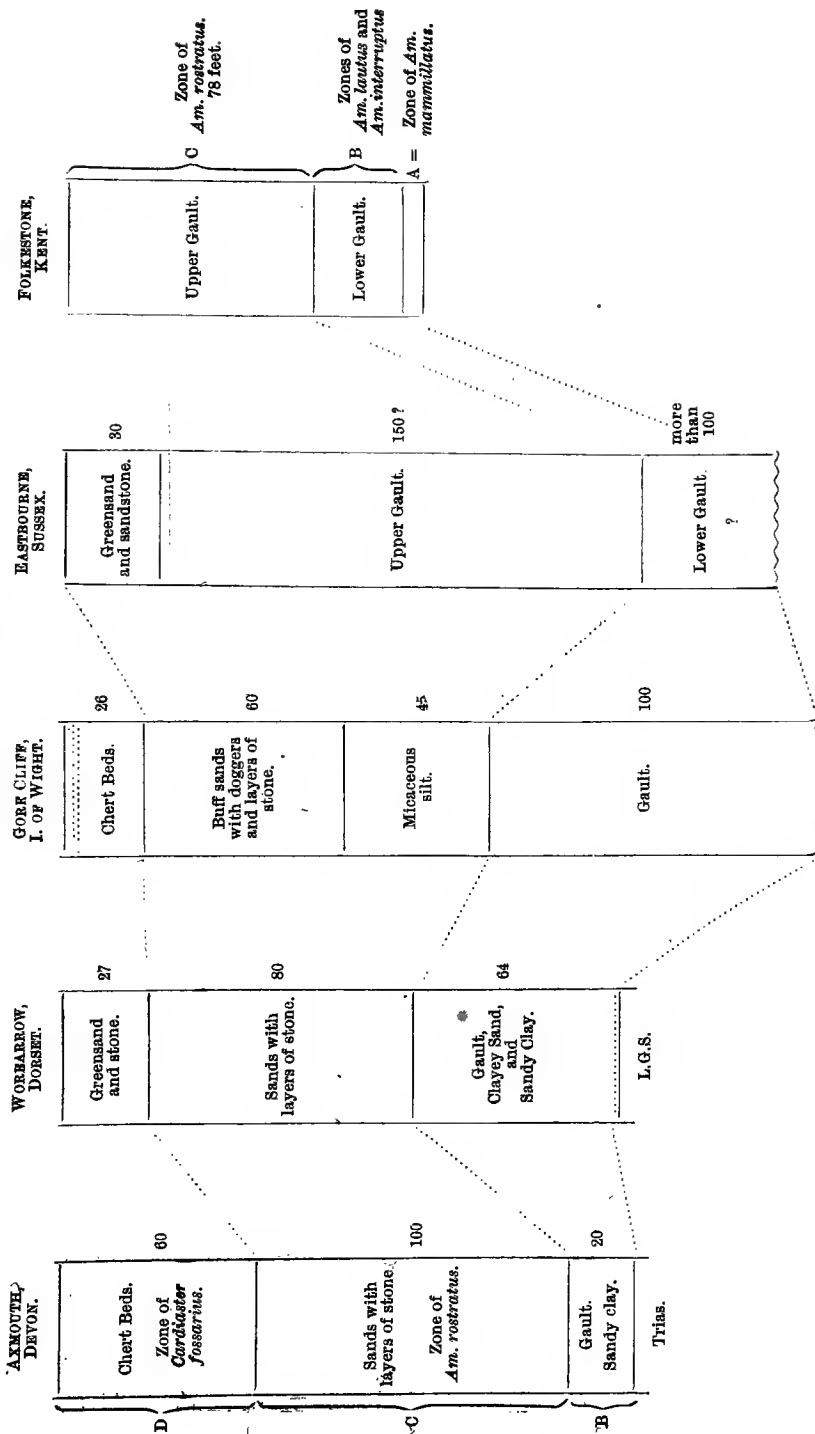 AXMOUTH,
DEVON.
D
Chert Beds.
Zone of
Cardiaster
fossarius.
60
C
Sands with
layers of stone.
Zone of
Am. rostratus.
100
B
Gault.
Sandy clay.
20
Trias.
WORBARROW,
DORSET.
Greensand
and stone.
27
Sands with
layers of stone.
80
Gault,
Clayey Sand,
and
Sandy Clay.
64
L.G.S.
GORE CLIFF,
I. OF WIGHT.
Chert Beds.
26
Buff sands
with doggers
and layers of
stone.
60
Micaceous
silt.
45
Gault.
100
EASTBOURNE,
SUSSEX.
Greensand
and sandstone.
30
Upper Gault.
150 ?
Lower Gault
?
more
than
100
FOLKESTONE,
KENT.
Upper Gault.
C
Zone of
Am. rostratus.
78 feet.
Lower Gault.
B
Zones of
Am. lautus and
Am. interruptus
A = Zone of Am.
mammillatus.